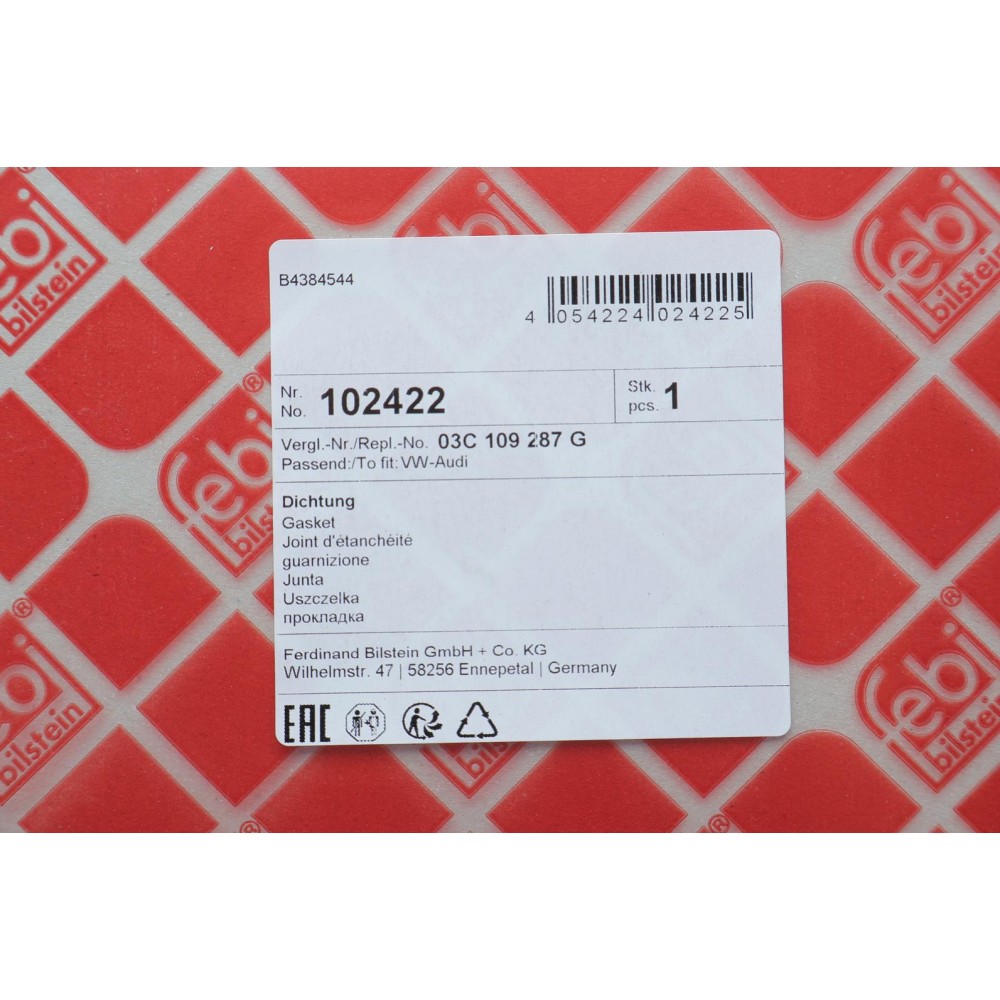 B4384544
4 054224 024225
Nr.
No. 102422
Stk.
pcs. 1
Vergl.-Nr./Repl.-No. 03C 109 287 G
Passend:/To fit: VW-Audi
Dichtung
Gasket
Joint d'étanchéité
guarnizione
Junta
Uszczelka
прокладка
Ferdinand Bilstein GmbH + Co. KG
Wilhelmstr. 47 | 58256 Ennepetal | Germany
EAC
febi
bilstein
febi
bilstein
febi
bilstein
febi
bilstein
febi
bilstein
febi
bilstein